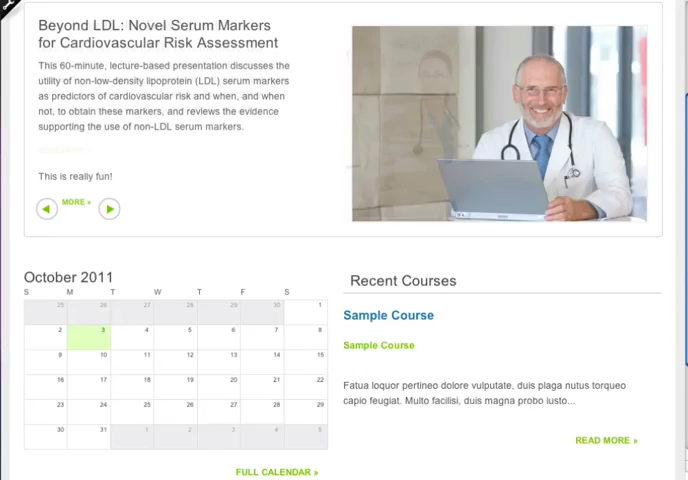 Beyond LDL: Novel Serum Markers
for Cardiovascular Risk Assessment
This 60-minute, lecture-based presentation discusses the
utility of non-low-density lipoprotein (LDL) serum markers
as predictors of cardiovascular risk and when, and when
not, to obtain these markers, and reviews the evidence
supporting the use of non-LDL serum markers.
This is really fun!
MORE »
October 2011
S M T W T F S
25 26 27 28 29 30 1
2 3 4 5 6 7 8
9 10 11 12 13 14 15
16 17 18 19 20 21 22
23 24 25 26 27 28 29
30 31 1 2 3 4 5
FULL CALENDAR »
Recent Courses
Sample Course
Sample Course
Fatua loquor pertineo dolore vulputate, duis plaga nutus torqueo
capio feugiat. Multo facilisi, duis magna probo iusto...
READ MORE »